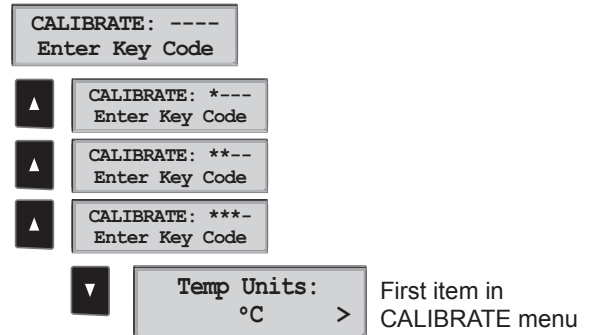 CALIBRATE: ----
Enter Key Code
CALIBRATE: *---
Enter Key Code
CALIBRATE: **--
Enter Key Code
CALIBRATE: ***-
Enter Key Code
Temp Units:
°C >
First item in
CALIBRATE menu